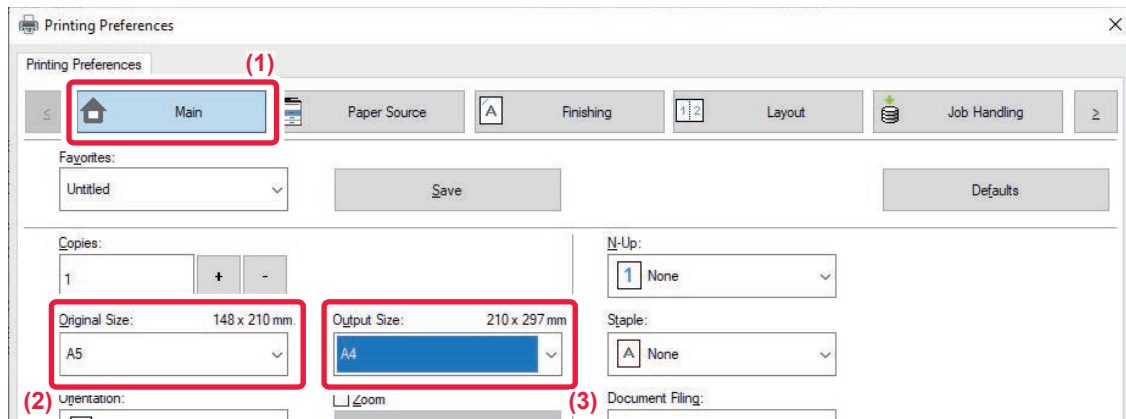 Printing Preferences
Printing Preferences
(1)
Main
Paper Source
Finishing
Layout
Job Handling
Favorites:
Untitled
Save
Defaults
Copies:
1
+
-
N-Up:
1 None
Original Size: 148 x 210 mm.
A5
Output Size: 210 x 297 mm
A4
Staple:
A None
(2)
Orientation:
Zoom
(3)
Document Filing: